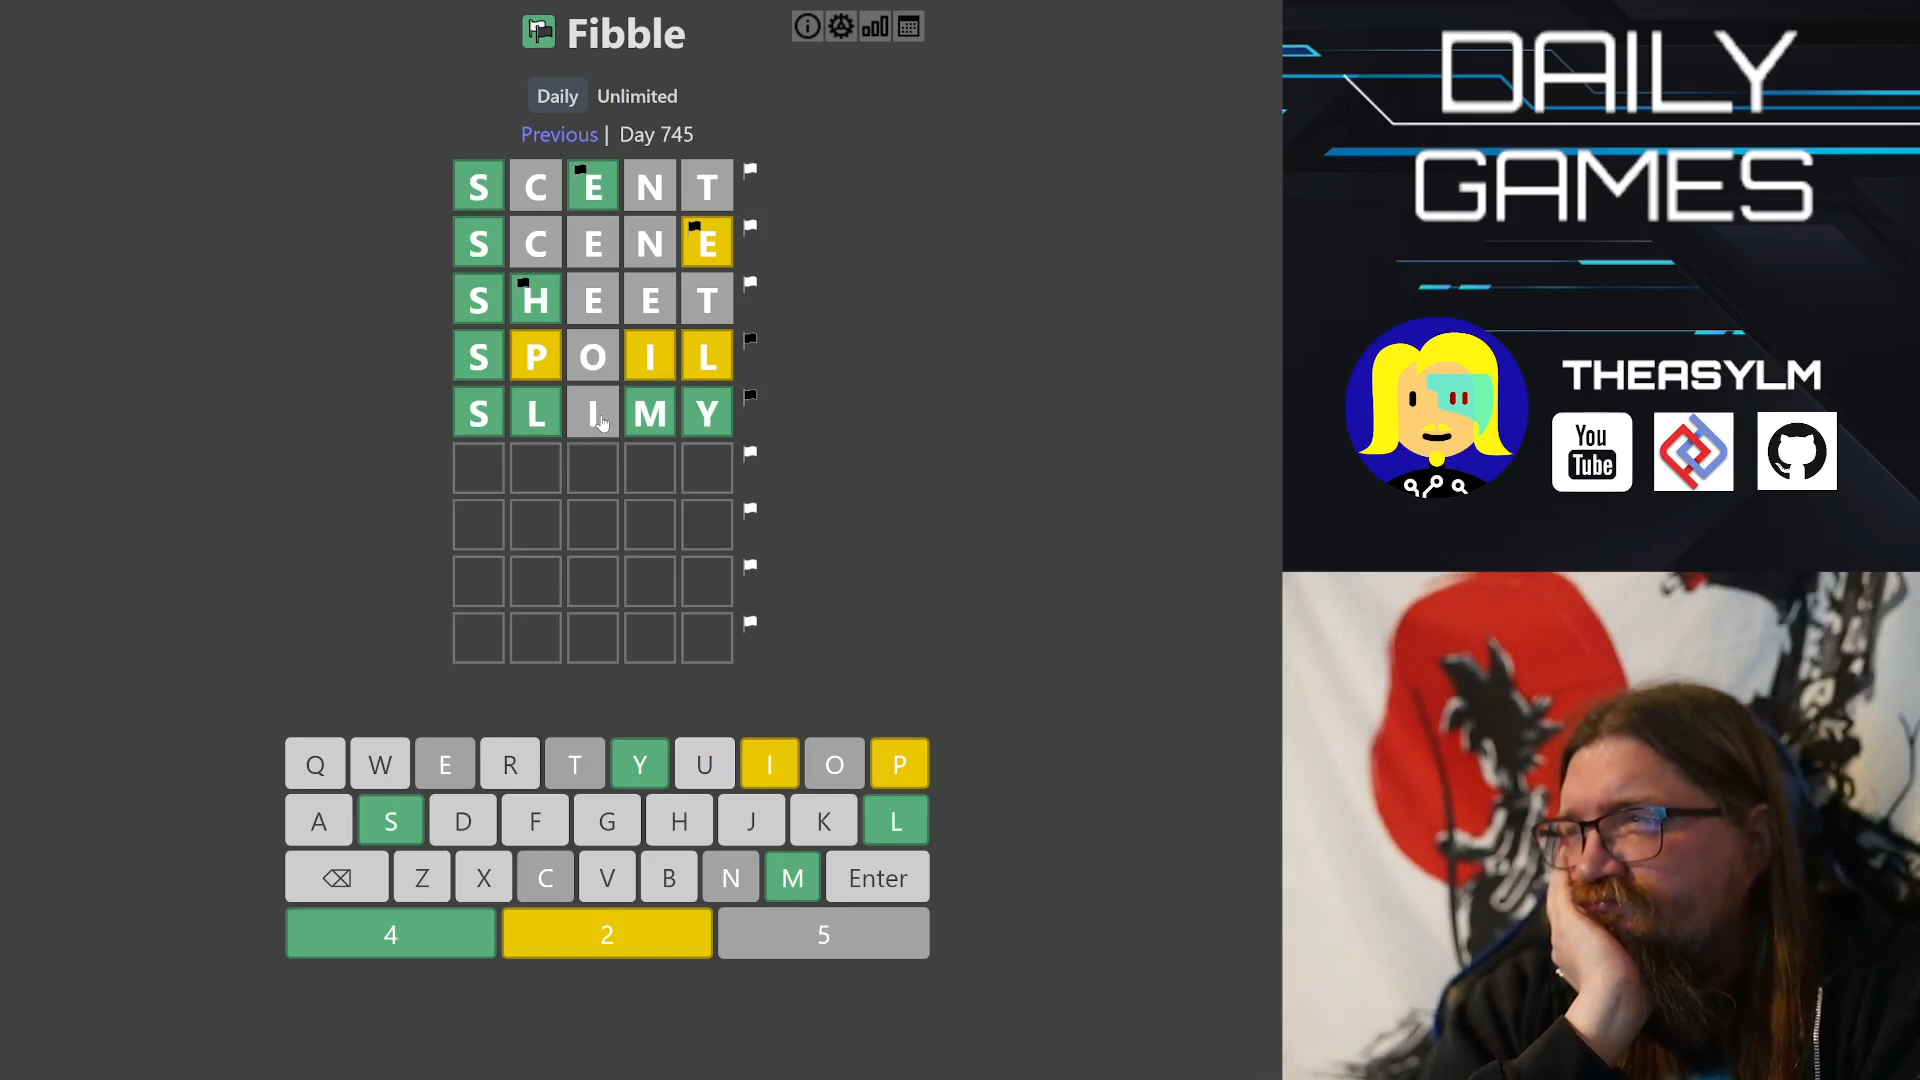 Fibble
Daily Unlimited
Previous | Day 745
S C E N T
S C E N E
S H E E T
S P O I L
S L I M Y
Q W E R T Y U I O P
A S D F G H J K L
⌫ Z X C V B N M Enter
4 2 5
DAILY
GAMES
THEASYLM
You
Tube